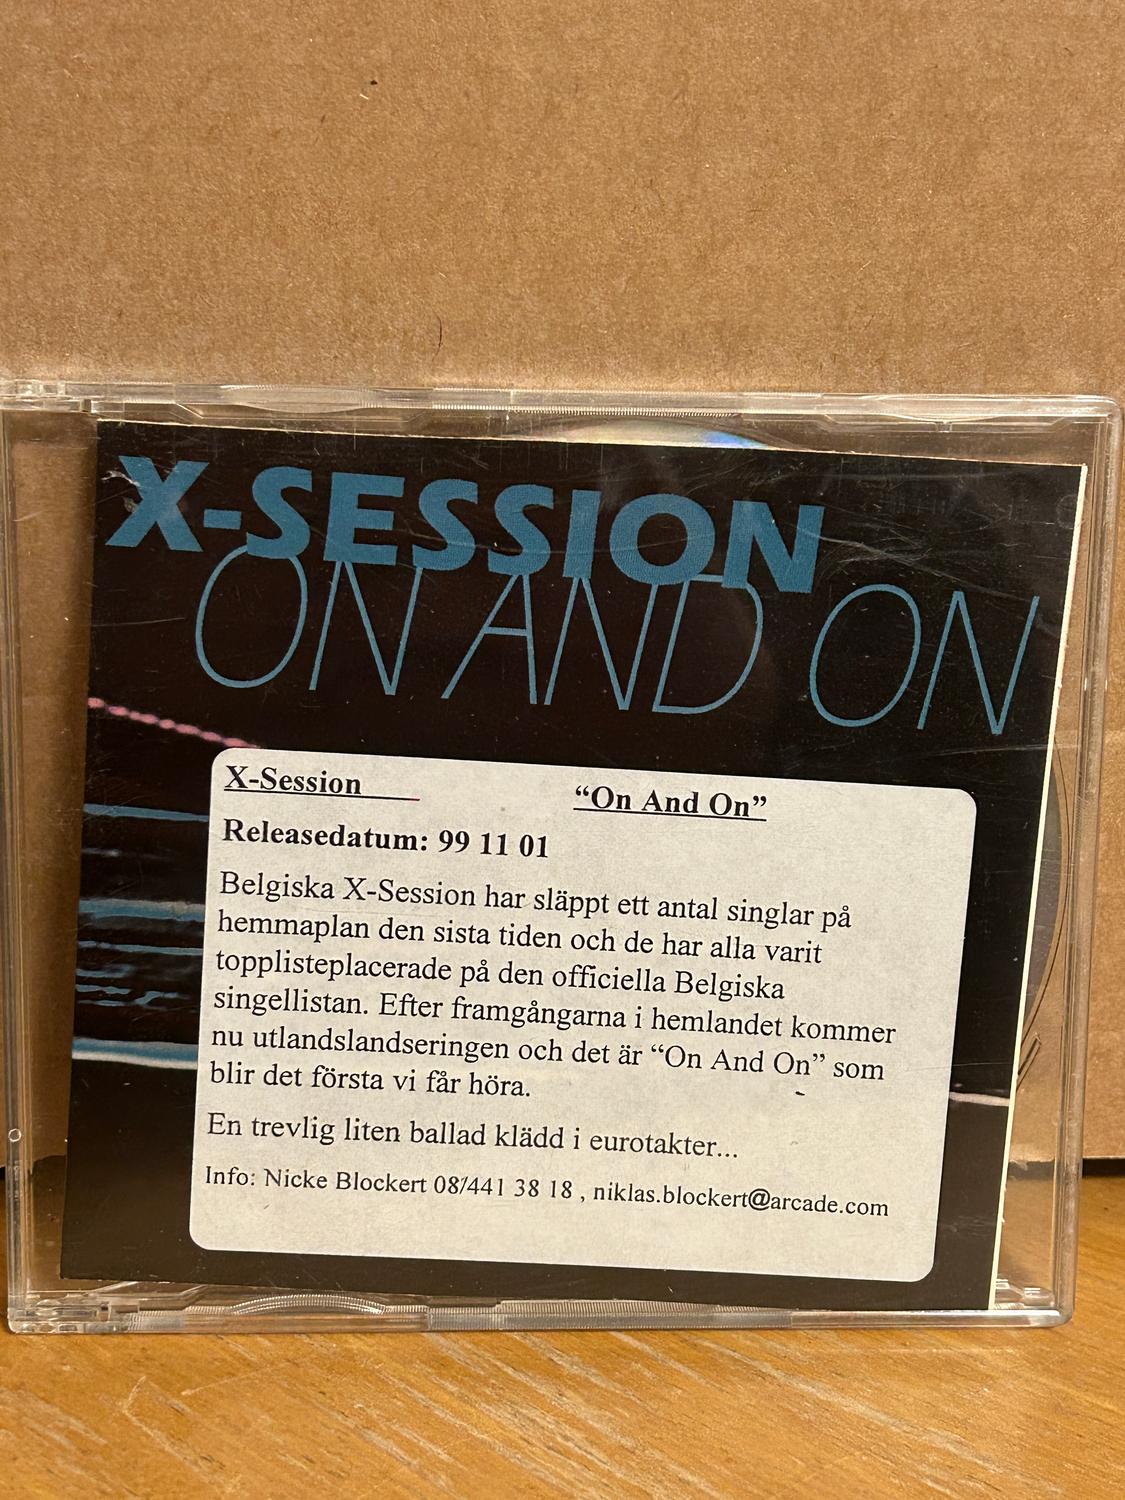 X-SESSION
ON AND ON
X-Session “On And On”
Releasedatum: 99 11 01
Belgiska X-Session har släppt ett antal singlar på
hemmaplan den sista tiden och de har alla varit
topplisteplacerade på den officiella Belgiska
singellistan. Efter framgångarna i hemlandet kommer
nu utlandslandseringen och det är “On And On” som
blir det första vi får höra.
En trevlig liten ballad klädd i eurotakter...
Info: Nicke Blockert 08/441 38 18 , niklas.blockert@arcade.com